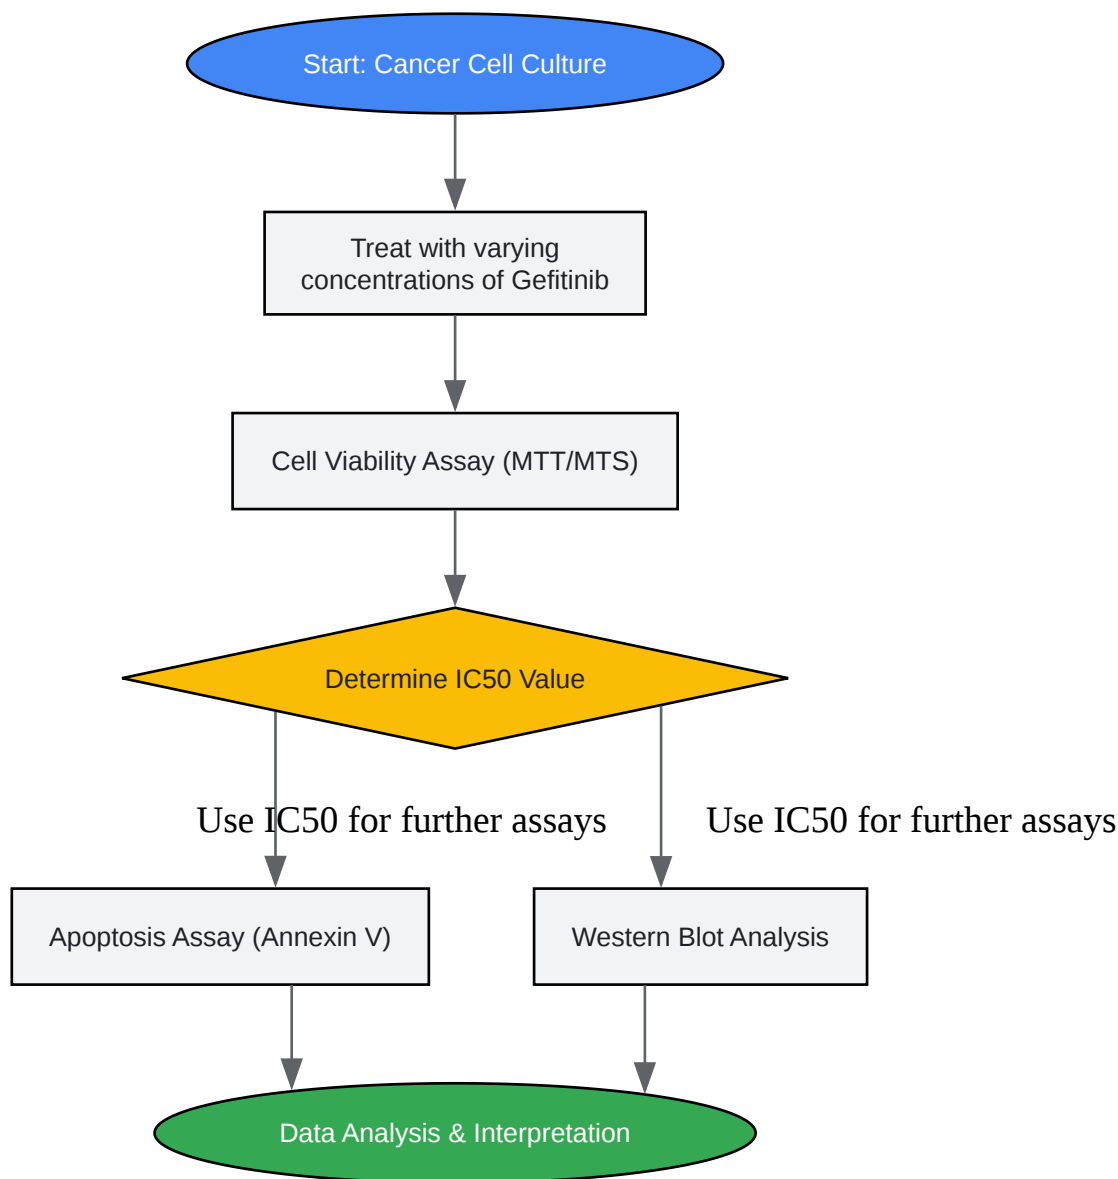 Start: Cancer Cell Culture
Treat with varying
concentrations of Gefitinib
Cell Viability Assay (MTT/MTS)
Determine IC50 Value
Use IC50 for further assays
Use IC50 for further assays
Apoptosis Assay (Annexin V)
Western Blot Analysis
Data Analysis & Interpretation